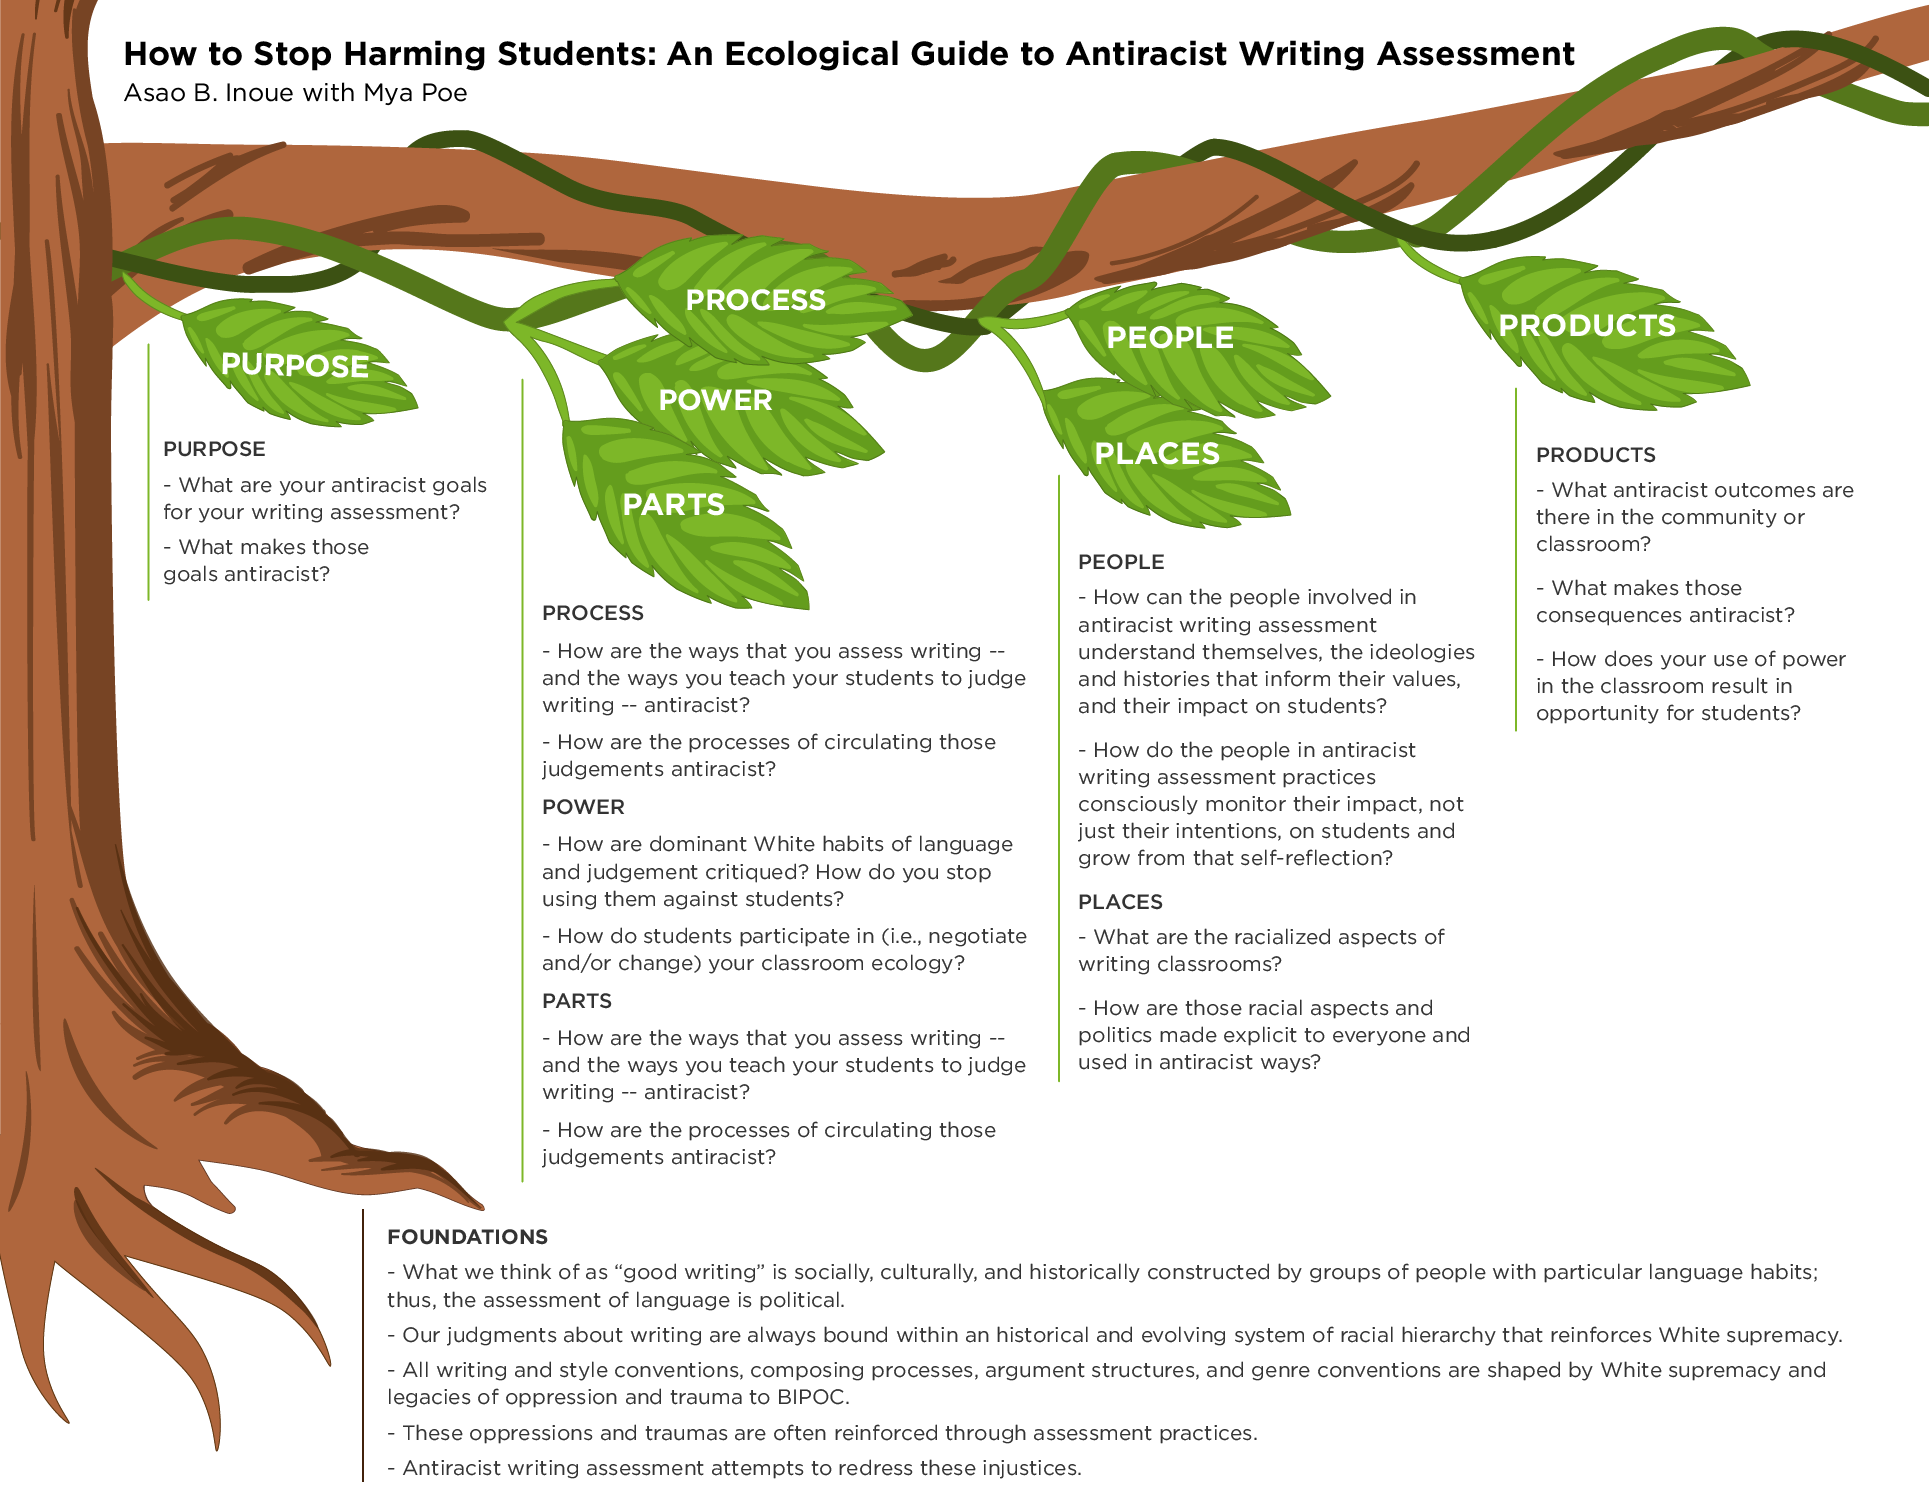 How to Stop Harming Students: An Ecological Guide to Antiracist Writing Assessment
Asao B. Inoue with Mya Poe
PURPOSE
PROCESS
POWER
PARTS
PEOPLE
PLACES
PRODUCTS
PURPOSE
- What are your antiracist goals
for your writing assessment?
- What makes those
goals antiracist?
PROCESS
- How are the ways that you assess writing --
and the ways you teach your students to judge
writing -- antiracist?
- How are the processes of circulating those
judgements antiracist?
POWER
- How are dominant White habits of language
and judgement critiqued? How do you stop
using them against students?
- How do students participate in (i.e., negotiate
and/or change) your classroom ecology?
PARTS
- How are the ways that you assess writing --
and the ways you teach your students to judge
writing -- antiracist?
- How are the processes of circulating those
judgements antiracist?
PEOPLE
- How can the people involved in
antiracist writing assessment
understand themselves, the ideologies
and histories that inform their values,
and their impact on students?
- How do the people in antiracist
writing assessment practices
consciously monitor their impact, not
just their intentions, on students and
grow from that self-reflection?
PLACES
- What are the racialized aspects of
writing classrooms?
- How are those racial aspects and
politics made explicit to everyone and
used in antiracist ways?
PRODUCTS
- What antiracist outcomes are
there in the community or
classroom?
- What makes those
consequences antiracist?
- How does your use of power
in the classroom result in
opportunity for students?
FOUNDATIONS
- What we think of as “good writing” is socially, culturally, and historically constructed by groups of people with particular language habits;
thus, the assessment of language is political.
- Our judgments about writing are always bound within an historical and evolving system of racial hierarchy that reinforces White supremacy.
- All writing and style conventions, composing processes, argument structures, and genre conventions are shaped by White supremacy and
legacies of oppression and trauma to BIPOC.
- These oppressions and traumas are often reinforced through assessment practices.
- Antiracist writing assessment attempts to redress these injustices.